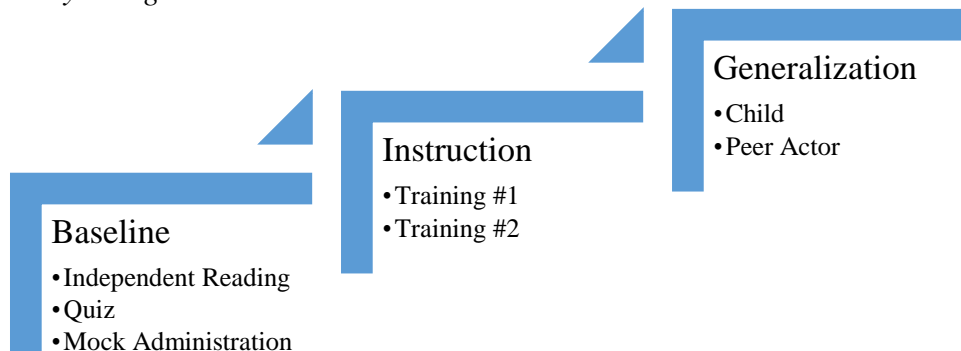 Generalization
•Child
•Peer Actor
Instruction
•Training #1
•Training #2
Baseline
•Independent Reading
•Quiz
•Mock Administration